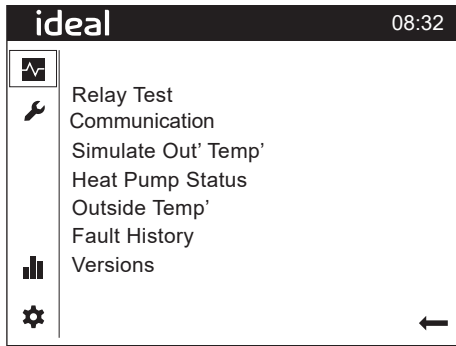 ideal
08:32
Relay Test
Communication
Simulate Out’ Temp’
Heat Pump Status
Outside Temp’
Fault History
Versions